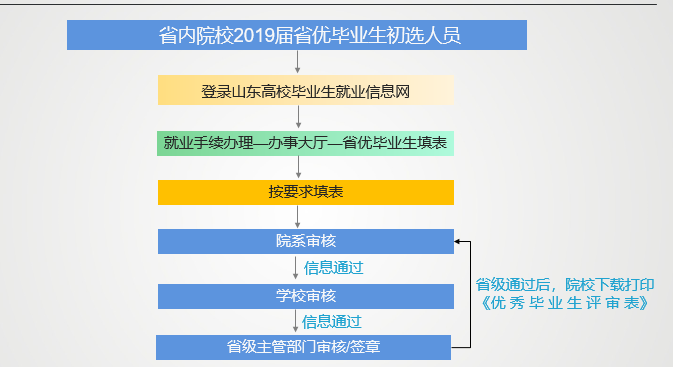 省内院校2019届省优毕业生初选人员
登录山东高校毕业生就业信息网
就业手续办理—办事大厅—省优毕业生填表
按要求填表
院系审核
信息通过
学校审核
信息通过
省级主管部门审核/签章
省级通过后，院校下载打印
《优秀毕业生评审表》